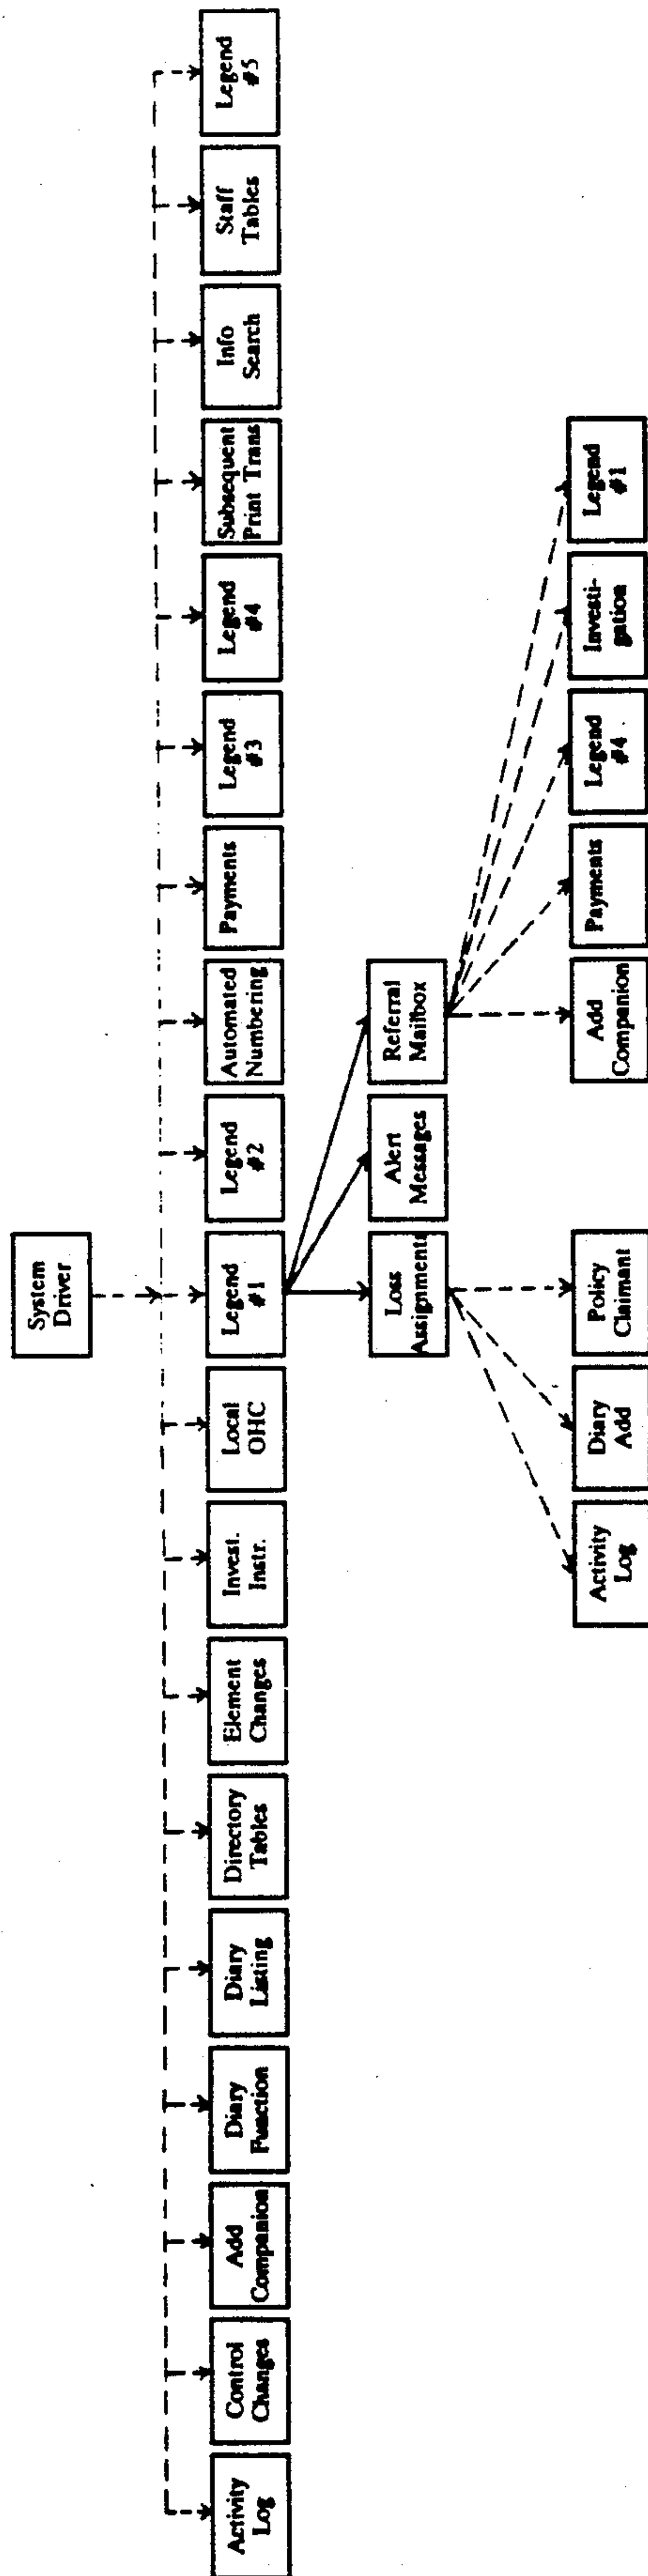 System
Driver
Activity
Log
Control
Changes
Add
Companion
Diary
Function
Diary
Listing
Directory
Tables
Element
Changes
Invest.
Instr.
Local
OHC
Legend
#1
Legend
#2
Automated
Numbering
Payments
Legend
#3
Legend
#4
Subsequent
Print Trans
Info
Search
Staff
Tables
Legend
#5
Loss
Assignments
Alert
Messages
Referral
Mailbox
Activity
Log
Diary
Add
Policy
Claimant
Add
Companion
Payments
Legend
#4
Investi-
gation
Legend
#1